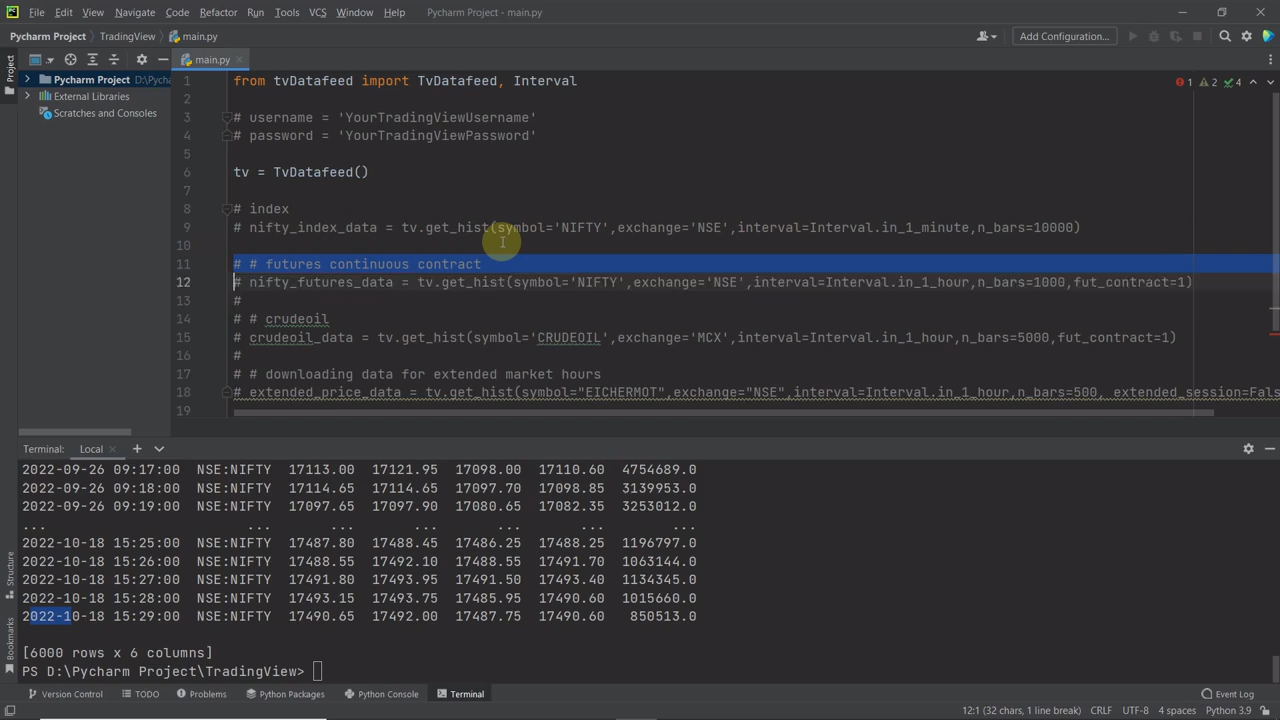 File Edit View Navigate Code Refactor Run Tools VCS Window Help Pycharm Project - main.py
Pycharm Project TradingView main.py Add Configuration...
Project main.py
1 from tvDatafeed import TvDatafeed, Interval 1 2 4
Pycharm Project D:\Pyc
External Libraries
Scratches and Consoles
2
3 # username = 'YourTradingViewUsername'
4 # password = 'YourTradingViewPassword'
5
6 tv = TvDatafeed()
7
8 # index
9 # nifty_index_data = tv.get_hist(symbol='NIFTY',exchange='NSE',interval=Interval.in_1_minute,n_bars=10000)
10
11 # # futures continuous contract
12 # nifty_futures_data = tv.get_hist(symbol='NIFTY',exchange='NSE',interval=Interval.in_1_hour,n_bars=1000,fut_contract=1)
13 #
14 # # crudeoil
15 # crudeoil_data = tv.get_hist(symbol='CRUDEOIL',exchange='MCX',interval=Interval.in_1_hour,n_bars=5000,fut_contract=1)
16 #
17 # # downloading data for extended market hours
18 # extended_price_data = tv.get_hist(symbol="EICHERMOT",exchange="NSE",interval=Interval.in_1_hour,n_bars=500, extended_session=Fals
19
Terminal: Local
2022-09-26 09:17:00 NSE:NIFTY 17113.00 17121.95 17098.00 17110.60 4754689.0
2022-09-26 09:18:00 NSE:NIFTY 17114.65 17114.65 17097.70 17098.85 3139953.0
2022-09-26 09:19:00 NSE:NIFTY 17097.65 17097.90 17080.65 17082.35 3253012.0
... ... ... ... ... ... ...
2022-10-18 15:25:00 NSE:NIFTY 17487.80 17488.45 17486.25 17488.25 1196797.0
2022-10-18 15:26:00 NSE:NIFTY 17488.55 17492.10 17488.55 17491.70 1063144.0
2022-10-18 15:27:00 NSE:NIFTY 17491.80 17493.95 17491.50 17493.40 1134345.0
2022-10-18 15:28:00 NSE:NIFTY 17493.15 17493.75 17485.95 17490.60 1015660.0
2022-10-18 15:29:00 NSE:NIFTY 17490.65 17492.00 17487.75 17490.60 850513.0
[6000 rows x 6 columns]
PS D:\Pycharm Project\TradingView>
Structure
Bookmarks
Version Control TODO Problems Python Packages Python Console Terminal Event Log
12:1 (32 chars, 1 line break) CRLF UTF-8 4 spaces Python 3.9